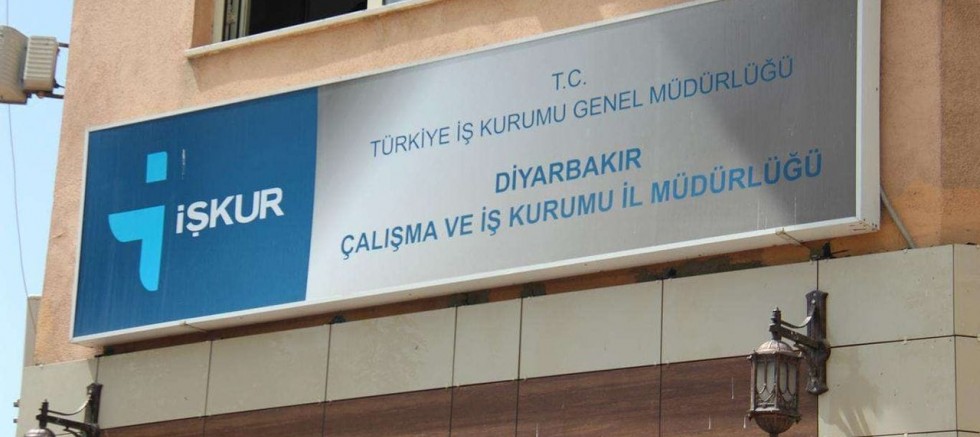 İŞKUR
T.C.
TÜRKİYE İŞ KURUMU GENEL MÜDÜRLÜĞÜ
DİYARBAKIR
ÇALIŞMA VE İŞ KURUMU İL MÜDÜRLÜĞÜ